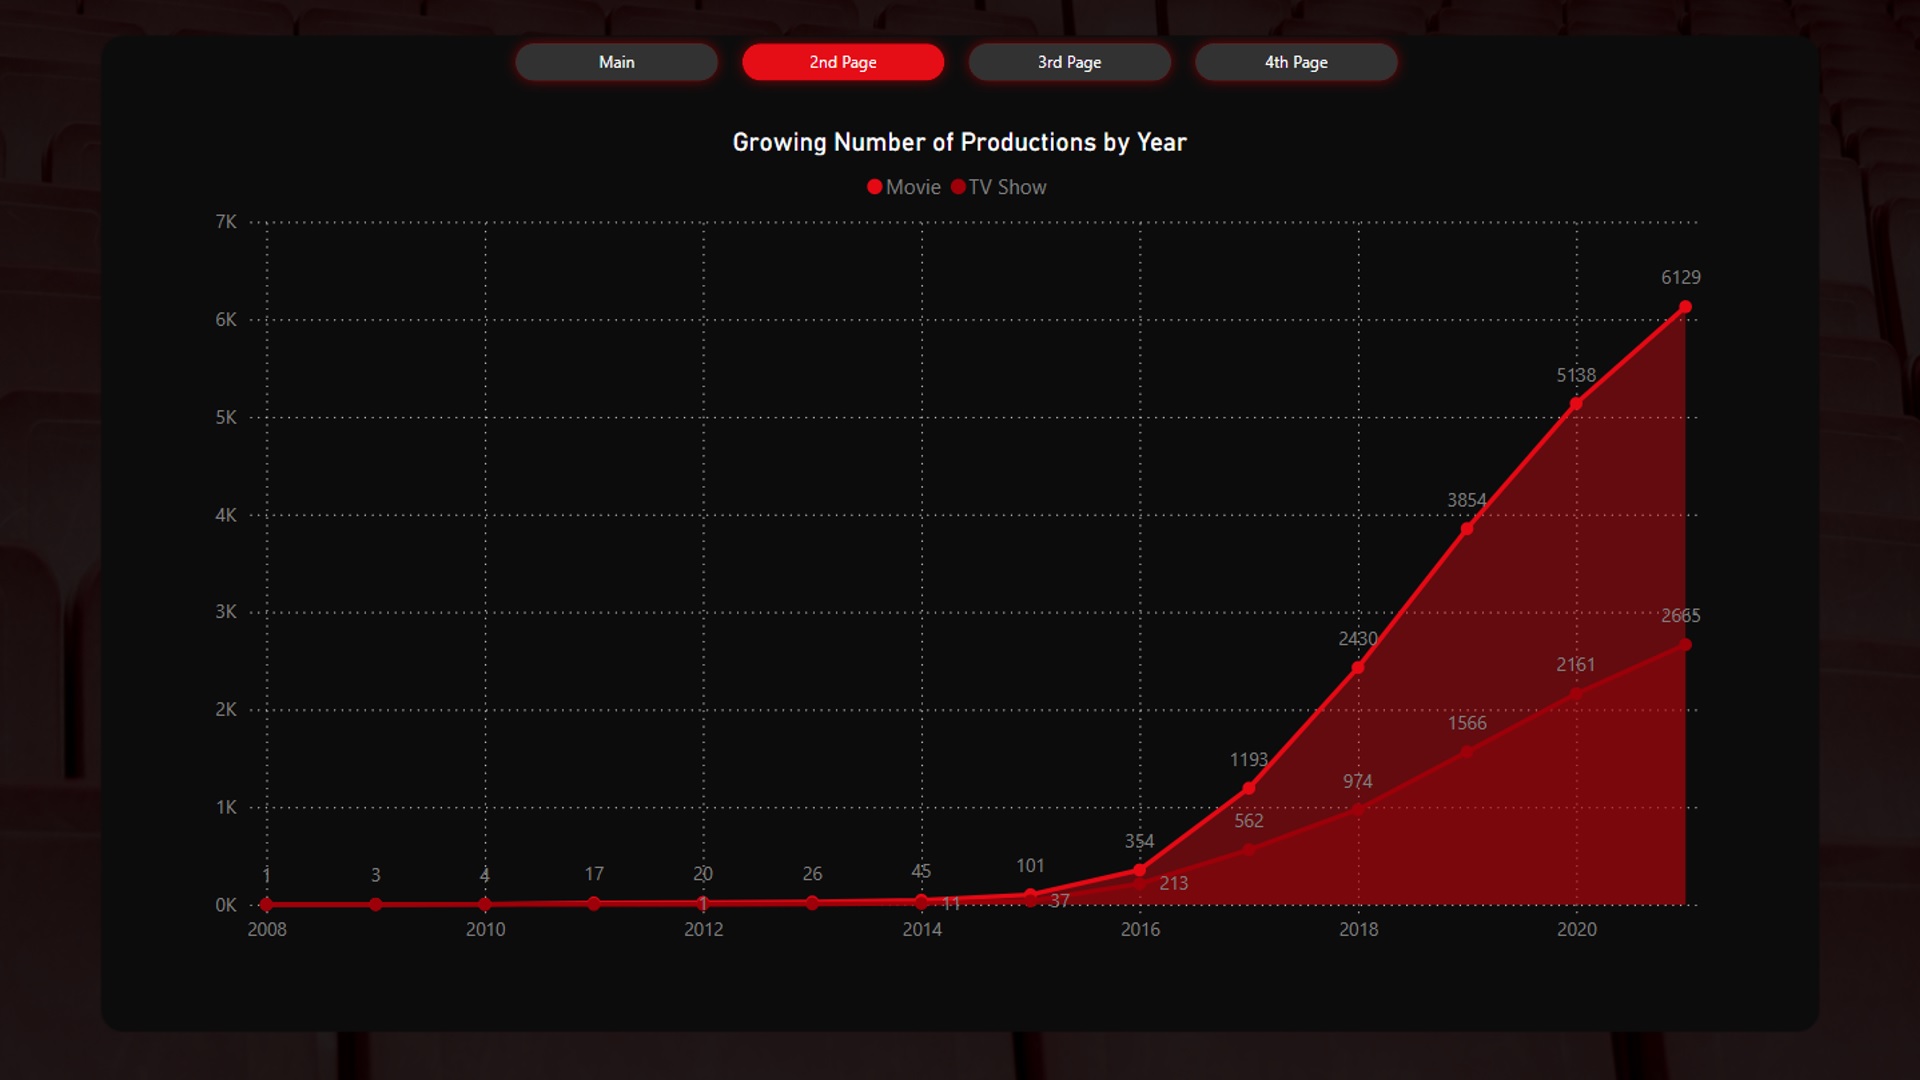 Main 2nd Page 3rd Page 4th Page
Growing Number of Productions by Year
Movie TV Show
7K
6129
6K
5138
5K
3854
4K
2665
3K
2430
2161
2K
1566
1193
974
1K
562
354
213
1 3 4 17 20 26 45 101
0K
1 11 37
2008 2010 2012 2014 2016 2018 2020